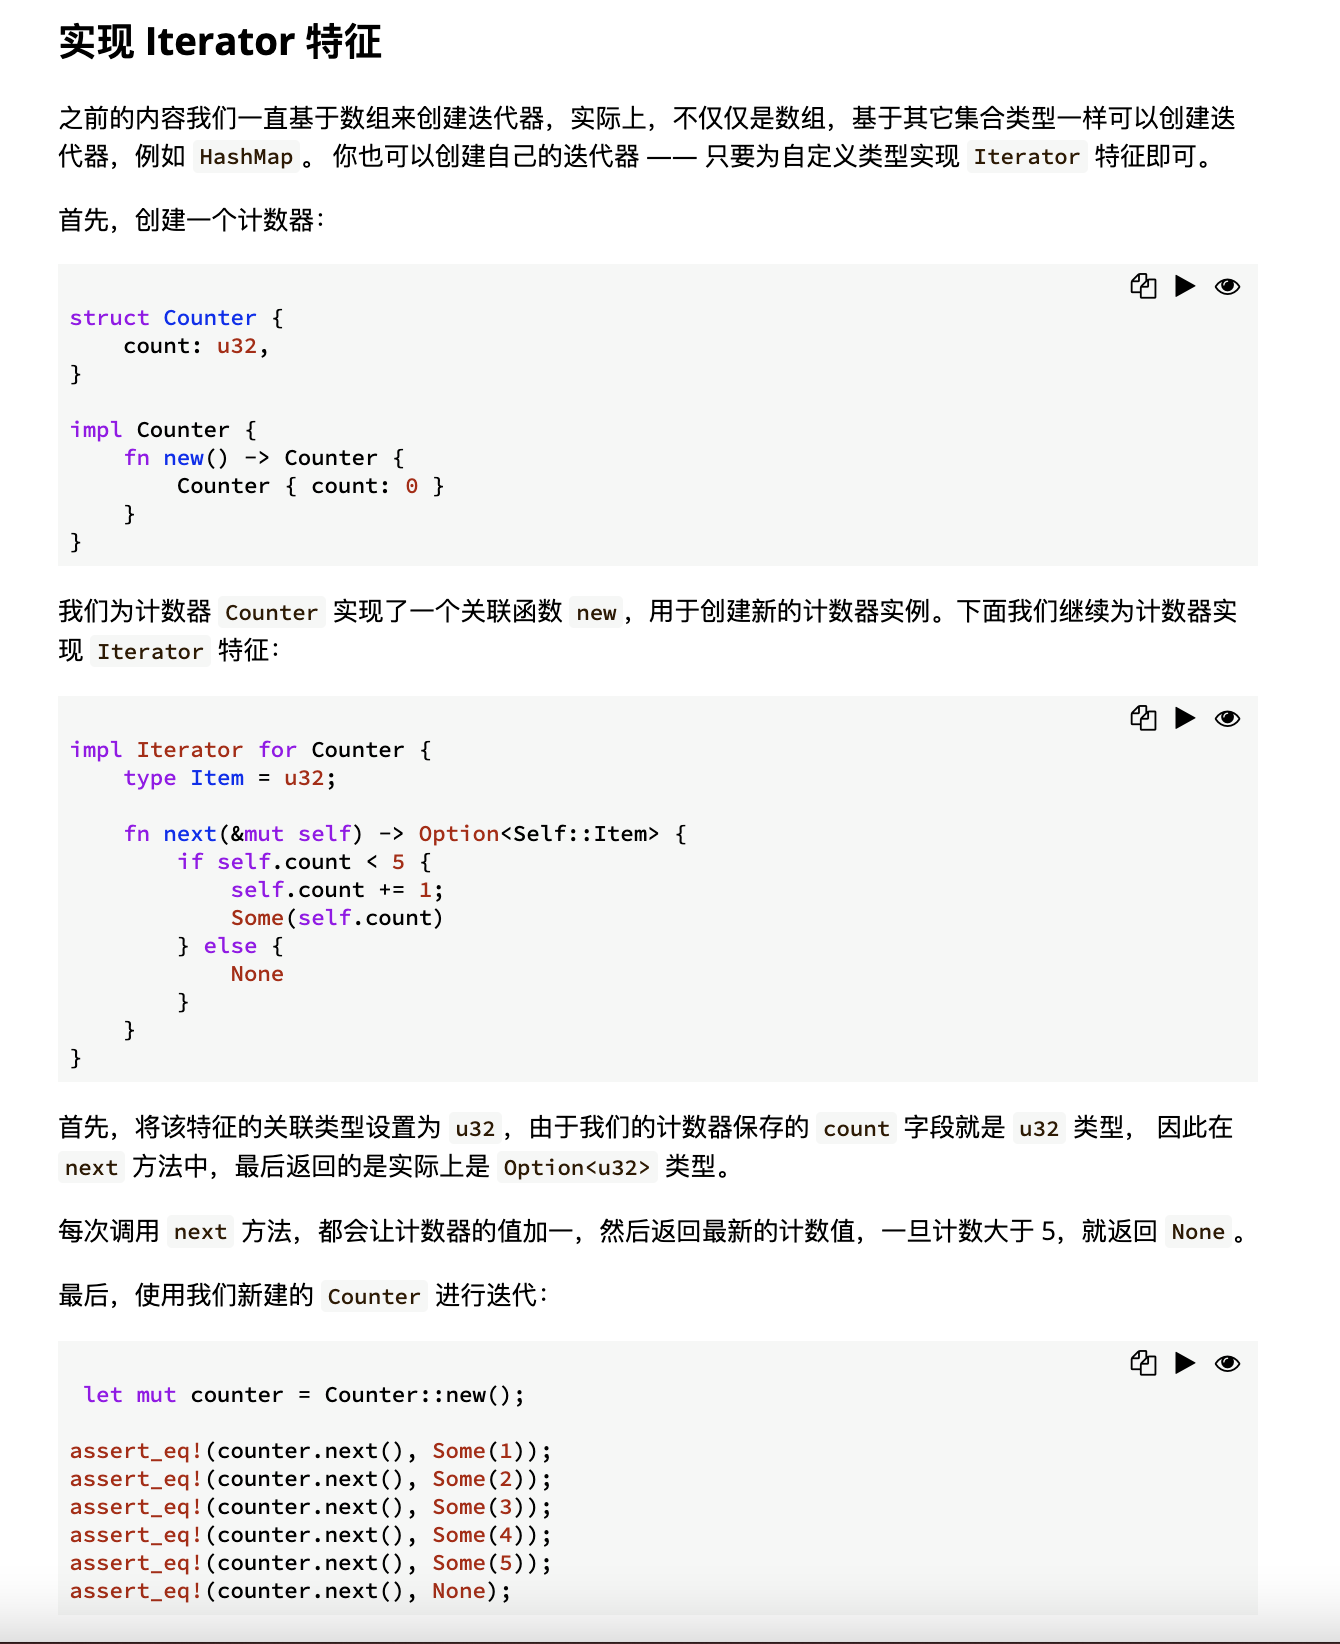 实现 Iterator 特征
之前的内容我们一直基于数组来创建迭代器，实际上，不仅仅是数组，基于其它集合类型一样可以创建迭
代器，例如 HashMap 。 你也可以创建自己的迭代器 —— 只要为自定义类型实现 Iterator 特征即可。
首先，创建一个计数器：
struct Counter {
    count: u32,
}
impl Counter {
    fn new() -> Counter {
        Counter { count: 0 }
    }
}
我们为计数器 Counter 实现了一个关联函数 new，用于创建新的计数器实例。下面我们继续为计数器实
现 Iterator 特征：
impl Iterator for Counter {
    type Item = u32;
    fn next(&mut self) -> Option<Self::Item> {
        if self.count < 5 {
            self.count += 1;
            Some(self.count)
        } else {
            None
        }
    }
}
首先，将该特征的关联类型设置为 u32，由于我们的计数器保存的 count 字段就是 u32 类型， 因此在
next 方法中，最后返回的是实际上是 Option<u32> 类型。
每次调用 next 方法，都会让计数器的值加一，然后返回最新的计数值，一旦计数大于 5，就返回 None。
最后，使用我们新建的 Counter 进行迭代：
 let mut counter = Counter::new();
assert_eq!(counter.next(), Some(1));
assert_eq!(counter.next(), Some(2));
assert_eq!(counter.next(), Some(3));
assert_eq!(counter.next(), Some(4));
assert_eq!(counter.next(), Some(5));
assert_eq!(counter.next(), None);